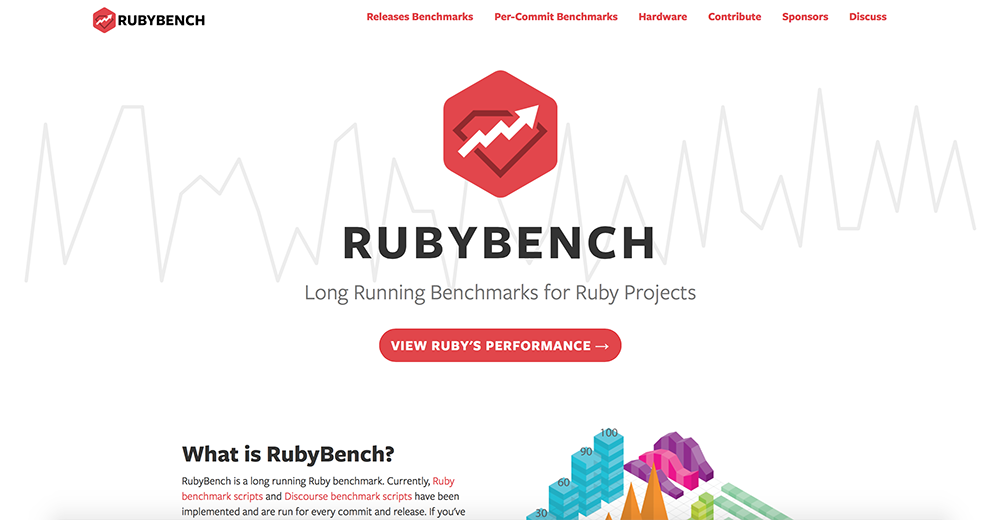 RUBYBENCH
Releases Benchmarks Per-Commit Benchmarks Hardware Contribute Sponsors Discuss
RUBYBENCH
Long Running Benchmarks for Ruby Projects
VIEW RUBY'S PERFORMANCE →
What is RubyBench?
RubyBench is a long running Ruby benchmark. Currently, Ruby
benchmark scripts and Discourse benchmark scripts have been
implemented and are run for every commit and release. If you've
100
90
60
30